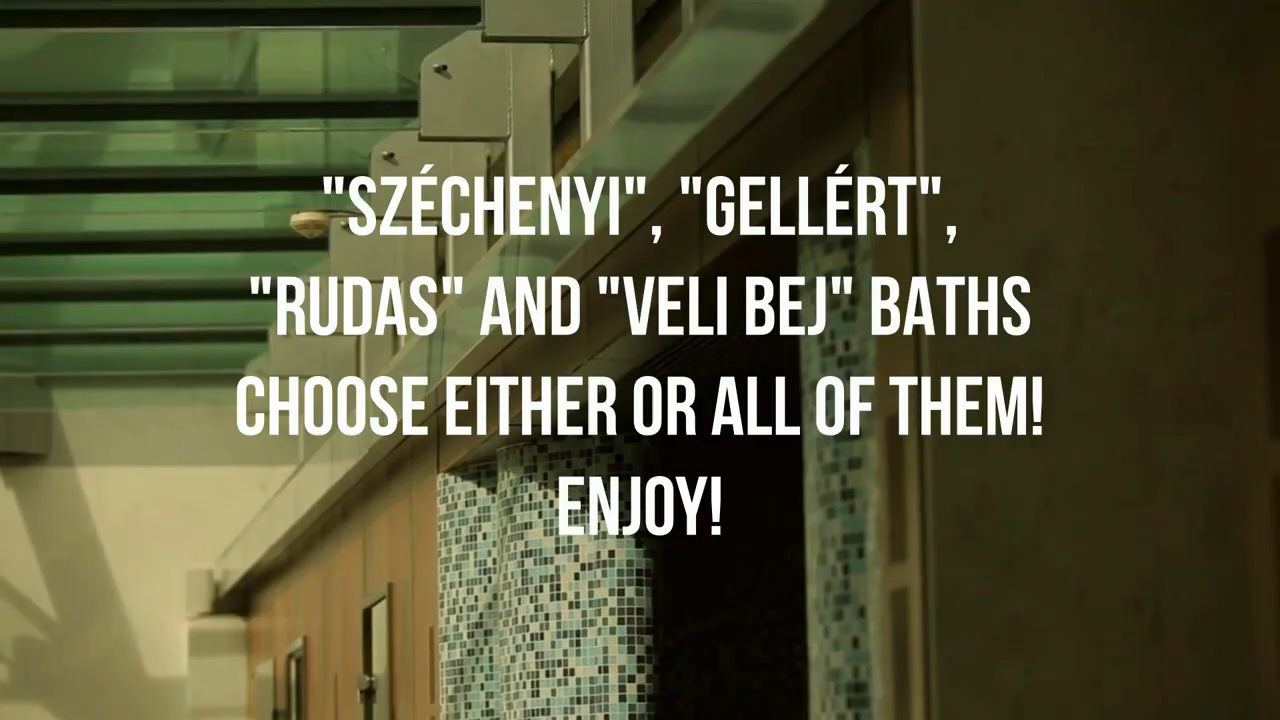 "SZÉCHENYI", "GELLÉRT",
"RUDAS" AND "VELI BEJ" BATHS
CHOOSE EITHER OR ALL OF THEM!
ENJOY!